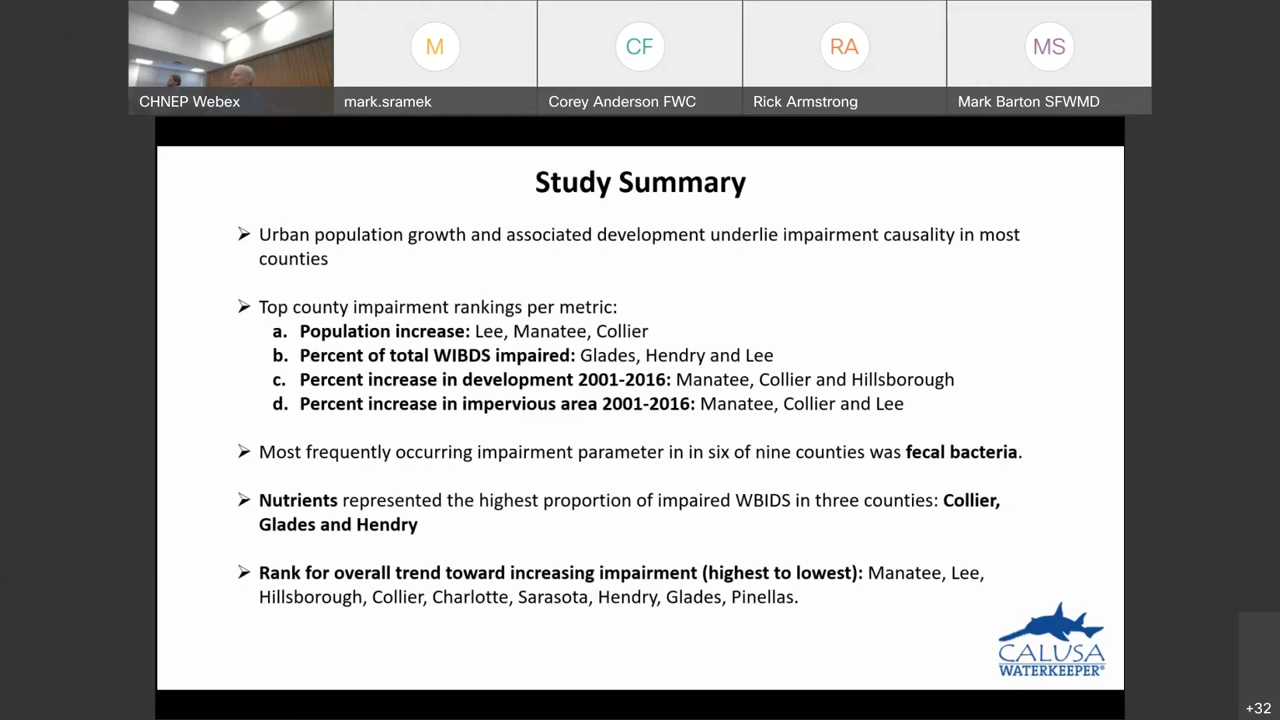 M
CF
RA
MS
CHNEP Webex
mark.sramek
Corey Anderson FWC
Rick Armstrong
Mark Barton SFWMD
Study Summary
➢ Urban population growth and associated development underlie impairment causality in most
counties
➢ Top county impairment rankings per metric:
a. Population increase: Lee, Manatee, Collier
b. Percent of total WIBDS impaired: Glades, Hendry and Lee
c. Percent increase in development 2001-2016: Manatee, Collier and Hillsborough
d. Percent increase in impervious area 2001-2016: Manatee, Collier and Lee
➢ Most frequently occurring impairment parameter in in six of nine counties was fecal bacteria.
➢ Nutrients represented the highest proportion of impaired WBIDS in three counties: Collier,
Glades and Hendry
➢ Rank for overall trend toward increasing impairment (highest to lowest): Manatee, Lee,
Hillsborough, Collier, Charlotte, Sarasota, Hendry, Glades, Pinellas.
CALUSA
WATERKEEPER®
+32